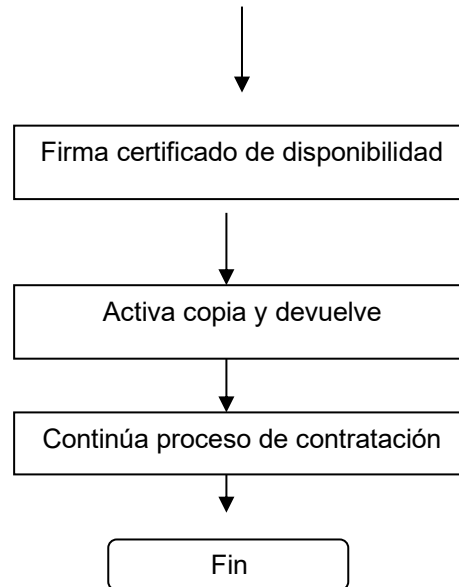 Firma certificado de disponibilidad
Activa copia y devuelve
Continúa proceso de contratación
Fin